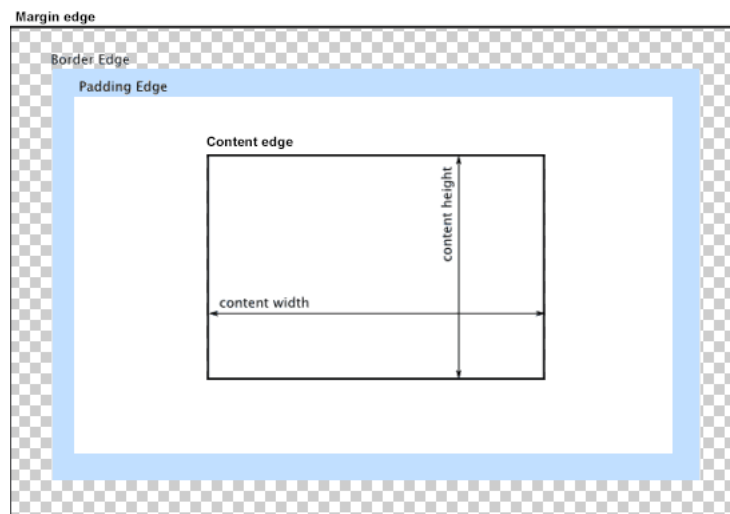 Margin edge
Border Edge
Padding Edge
Content edge
content height
content width